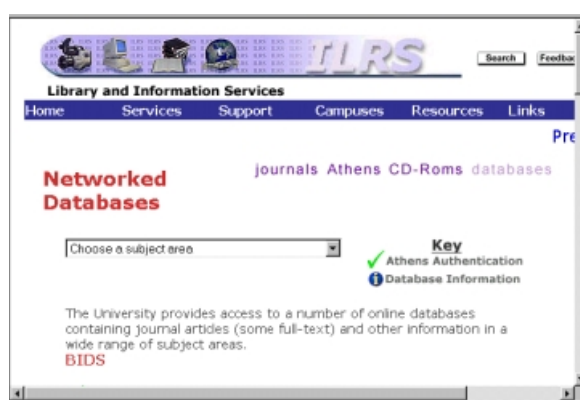 ILRS
Search Feedbac
Library and Information Services
Home Services Support Campuses Resources Links
Pre
journals Athens CD-Roms databases
Networked
Databases
Choose a subject area
Key
Athens Authentication
Database Information
The University provides access to a number of online databases
containing journal articles (some full-text) and other information in a
wide range of subject areas.
BIDS